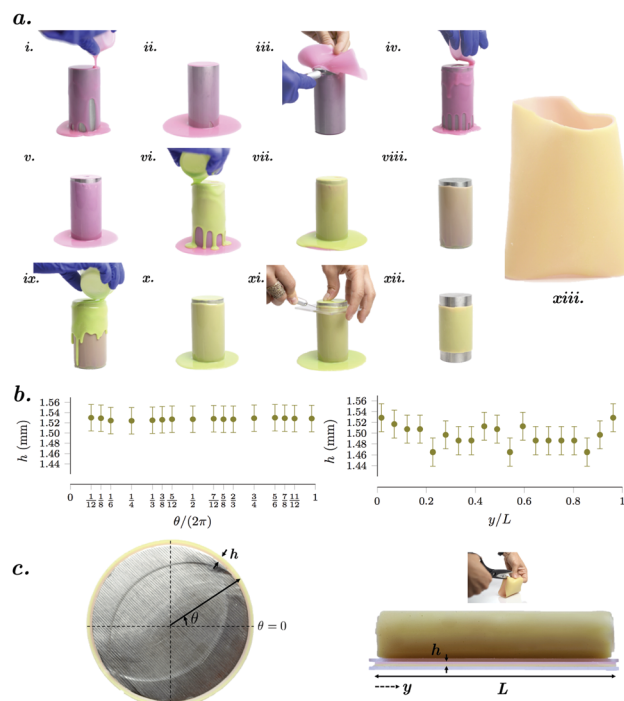 a.
i.
ii.
iii.
iv.
v.
vi.
vii.
viii.
ix.
x.
xi.
xii.
xiii.
b.
h (mm)
1.56
1.54
1.52
1.50
1.48
1.46
1.44
0 1/12 1/8 1/6 1/4 1/3 3/8 5/12 1/2 7/12 5/8 2/3 3/4 5/6 7/8 11/12 1
θ/(2π)
h (mm)
1.56
1.54
1.52
1.50
1.48
1.46
1.44
0 0.2 0.4 0.6 0.8 1
y/L
c.
h
θ
θ = 0
h
y
L